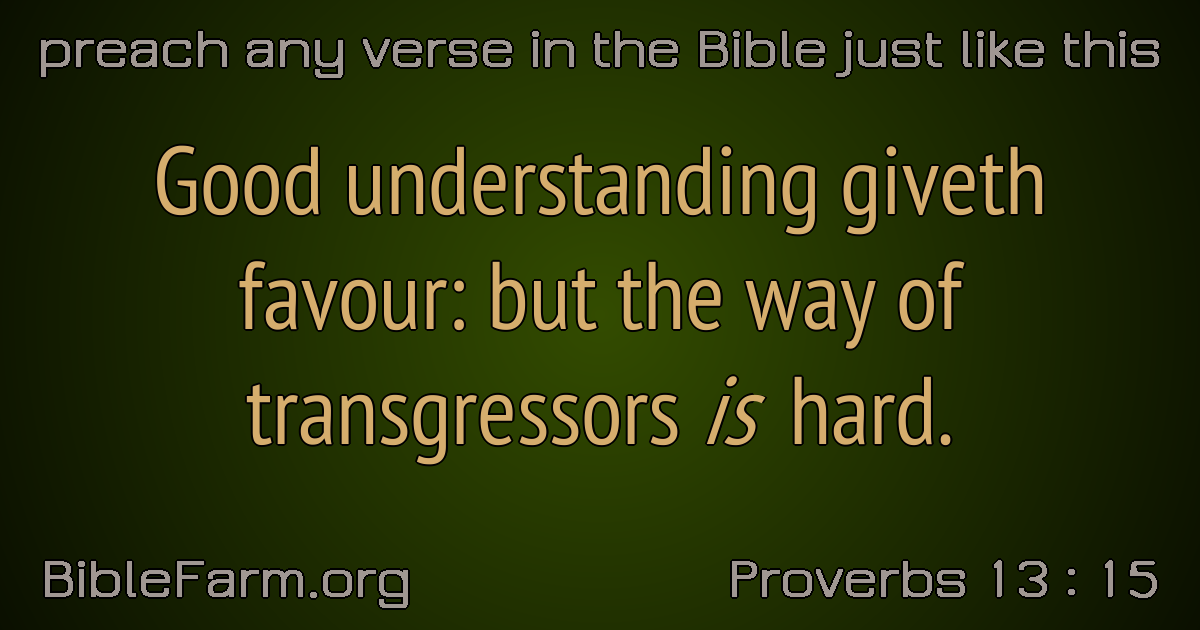 preach any verse in the Bible just like this
Good understanding giveth
favour: but the way of
transgressors is hard.
BibleFarm.org
Proverbs 13 : 15